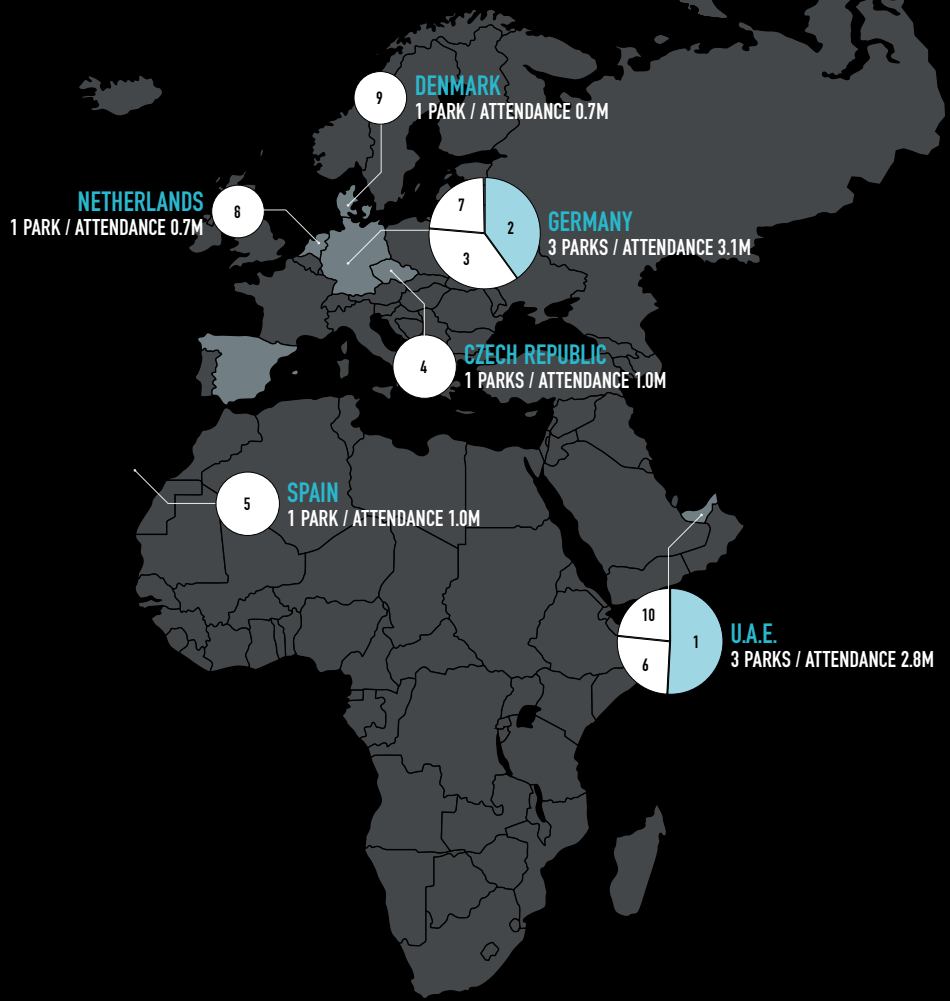 9
DENMARK
1 PARK / ATTENDANCE 0.7M
NETHERLANDS
1 PARK / ATTENDANCE 0.7M
8
7
2
3
GERMANY
3 PARKS / ATTENDANCE 3.1M
4
CZECH REPUBLIC
1 PARKS / ATTENDANCE 1.0M
5
SPAIN
1 PARK / ATTENDANCE 1.0M
10
1
6
U.A.E.
3 PARKS / ATTENDANCE 2.8M